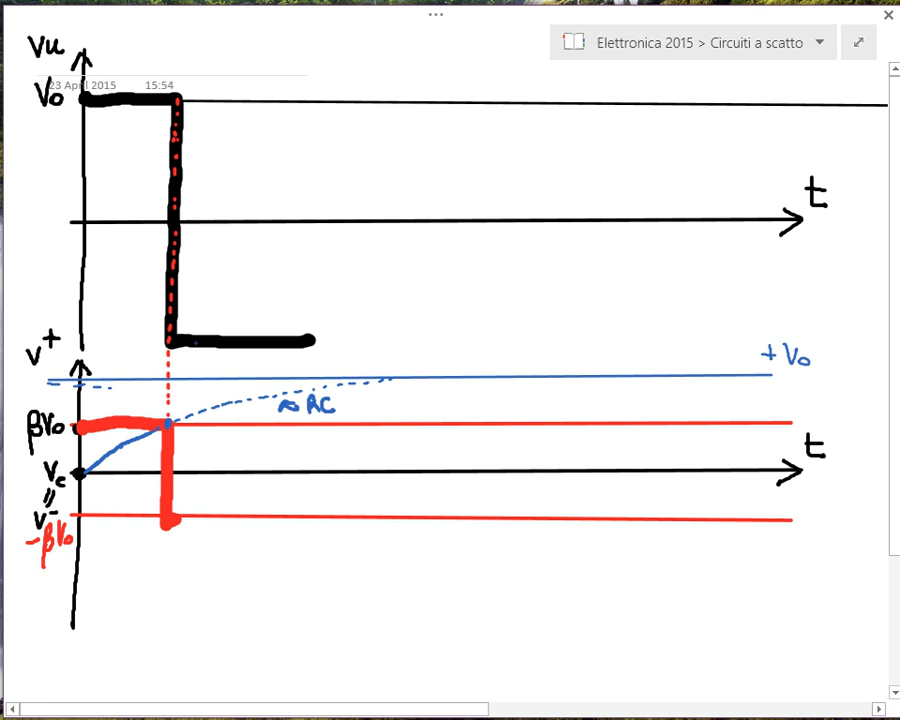 Elettronica 2015 > Circuiti a scatto
Vu
23 April 2015 15:54
Vo
t
V+
+ Vo
RC
βVo
t
Vc
=
V-
-βVo